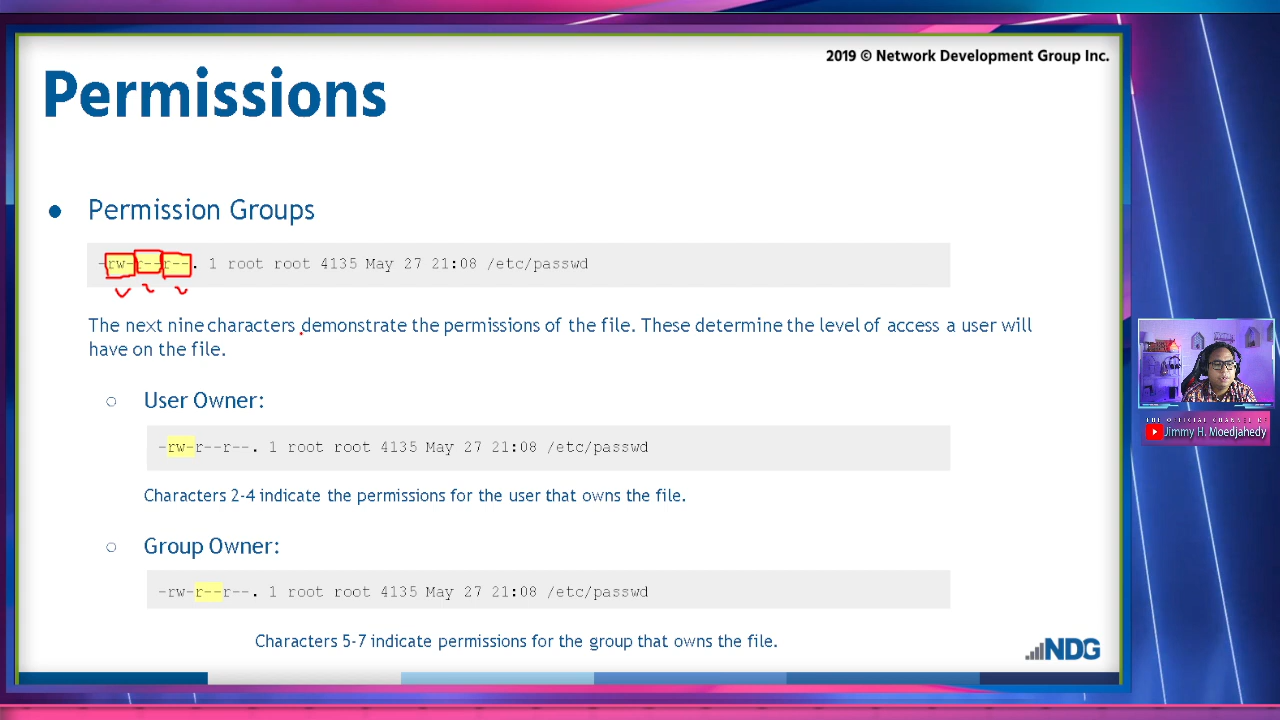 2019 © Network Development Group Inc.
Permissions
● Permission Groups
-rw-r--r--. 1 root root 4135 May 27 21:08 /etc/passwd
The next nine characters demonstrate the permissions of the file. These determine the level of access a user will
have on the file.
○ User Owner:
-rw-r--r--. 1 root root 4135 May 27 21:08 /etc/passwd
Characters 2-4 indicate the permissions for the user that owns the file.
○ Group Owner:
-rw-r--r--. 1 root root 4135 May 27 21:08 /etc/passwd
Characters 5-7 indicate permissions for the group that owns the file.
NDG
THE OFFICIAL CHANNEL OF
Jimmy H. Moedjahedy